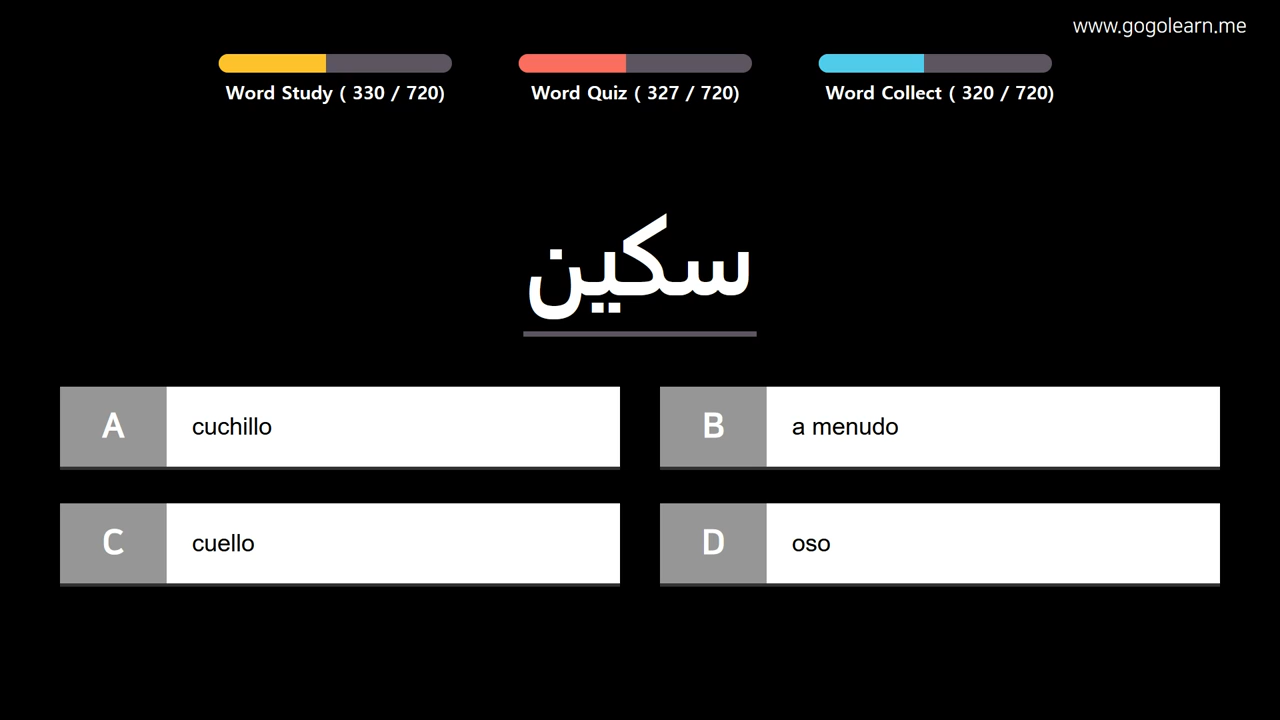 www.gogolearn.me
Word Study ( 330 / 720)
Word Quiz ( 327 / 720)
Word Collect ( 320 / 720)
سكين
A cuchillo
B a menudo
C cuello
D oso